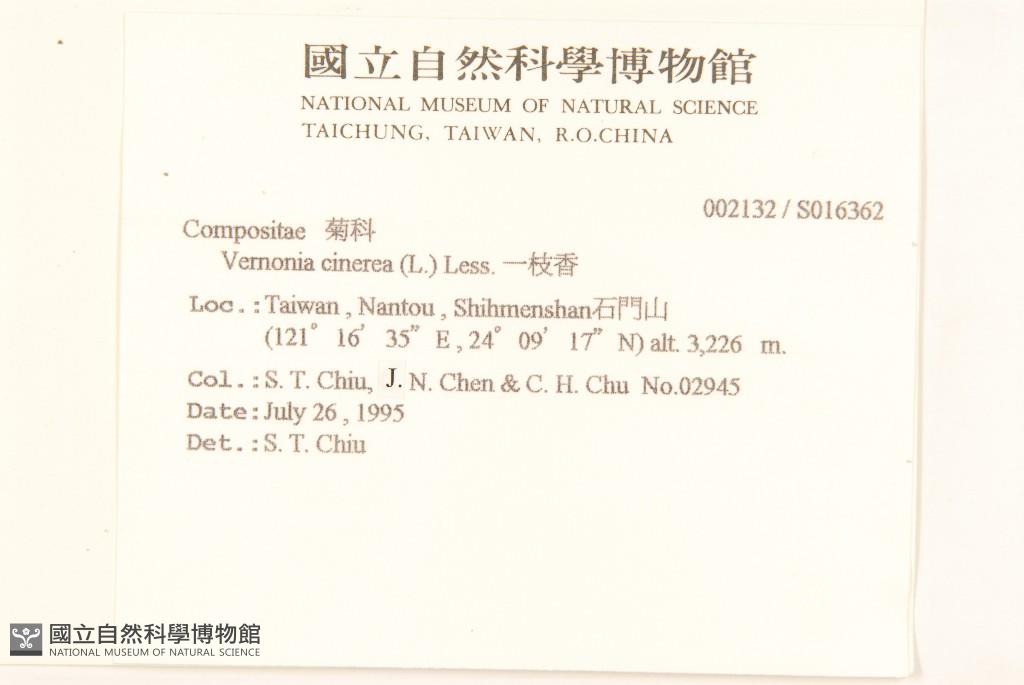 國立自然科學博物館
NATIONAL MUSEUM OF NATURAL SCIENCE
TAICHUNG, TAIWAN, R.O.CHINA
002132 / S016362
Compositae 菊科
Vernonia cinerea (L.) Less. 一枝香
Loc.:Taiwan , Nantou , Shihmenshan石門山
(121° 16′ 35” E , 24° 09′ 17” N) alt. 3,226 m.
Col.:S. T. Chiu, J. N. Chen & C. H. Chu No.02945
Date:July 26 , 1995
Det.:S. T. Chiu
國立自然科學博物館
NATIONAL MUSEUM OF NATURAL SCIENCE